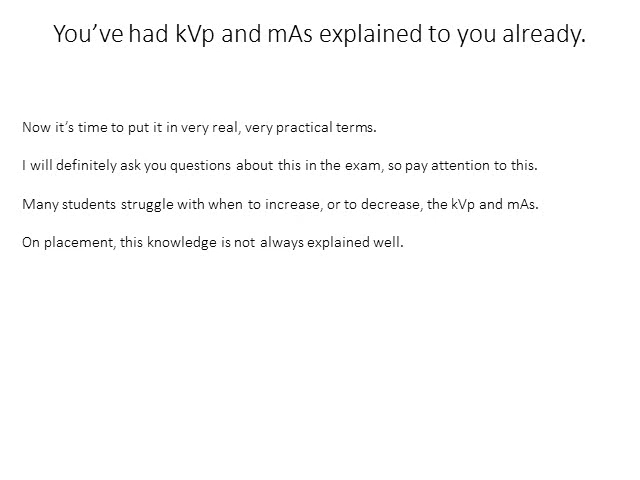 You’ve had kVp and mAs explained to you already.
Now it’s time to put it in very real, very practical terms.
I will definitely ask you questions about this in the exam, so pay attention to this.
Many students struggle with when to increase, or to decrease, the kVp and mAs.
On placement, this knowledge is not always explained well.